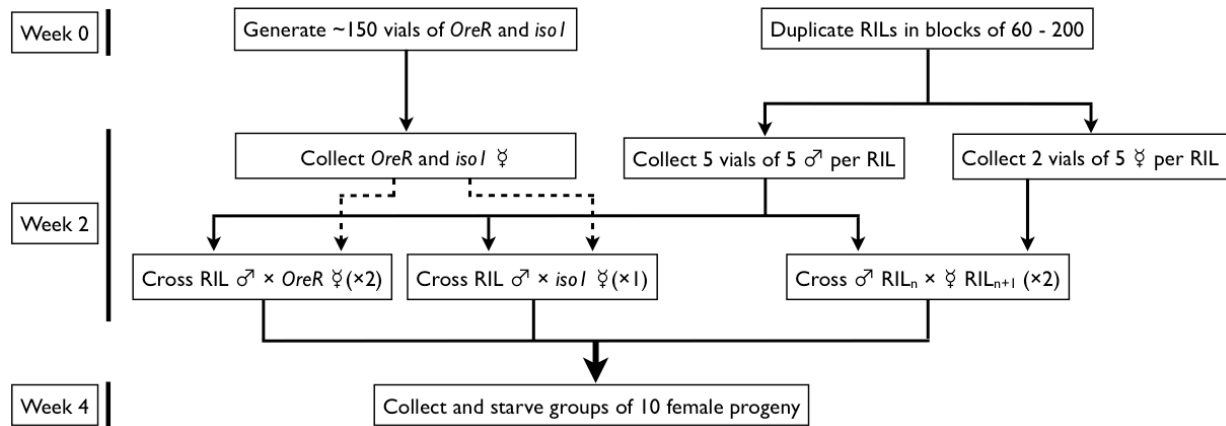 Week 0
Generate ~150 vials of OreR and iso1
Duplicate RILs in blocks of 60 - 200
Week 2
Collect OreR and iso1 ☿
Collect 5 vials of 5 ♂ per RIL
Collect 2 vials of 5 ☿ per RIL
Cross RIL ♂ × OreR ☿ (×2)
Cross RIL ♂ × iso1 ☿ (×1)
Cross ♂ RILn × ☿ RILn+1 (×2)
Week 4
Collect and starve groups of 10 female progeny